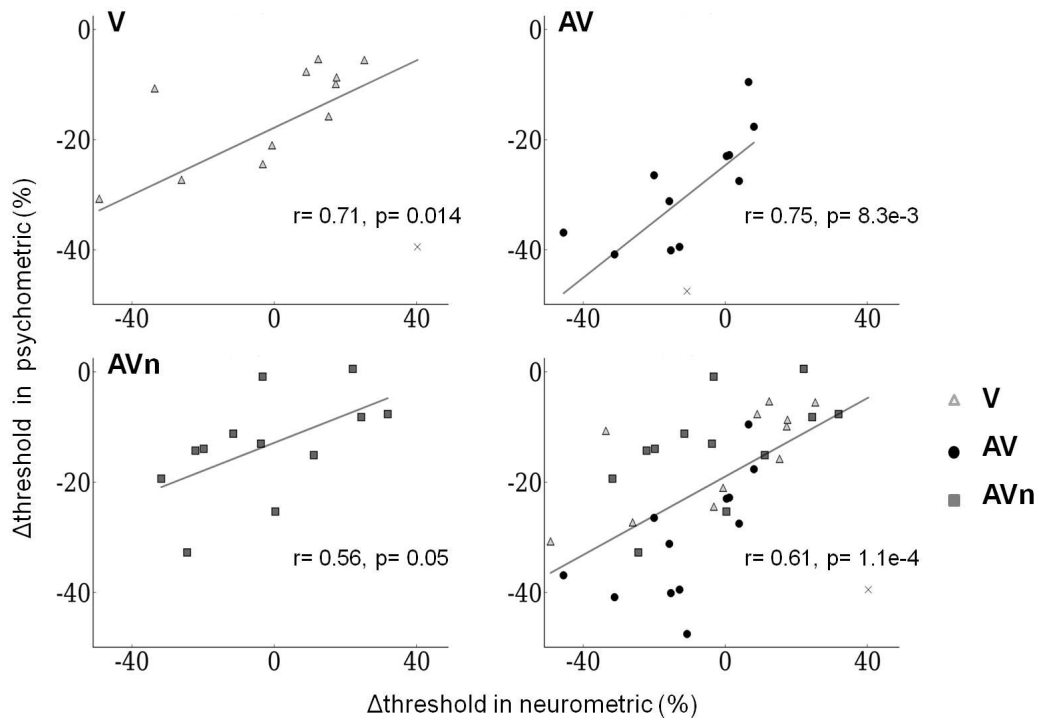 V
AV
0
-20
-40
-40 0 40
r= 0.71, p= 0.014
0
-20
-40
-40 0 40
r= 0.75, p= 8.3e-3
AVn
0
-20
-40
-40 0 40
r= 0.56, p= 0.05
0
-20
-40
-40 0 40
r= 0.61, p= 1.1e-4
V
AV
AVn
Δthreshold in psychometric (%)
Δthreshold in neurometric (%)